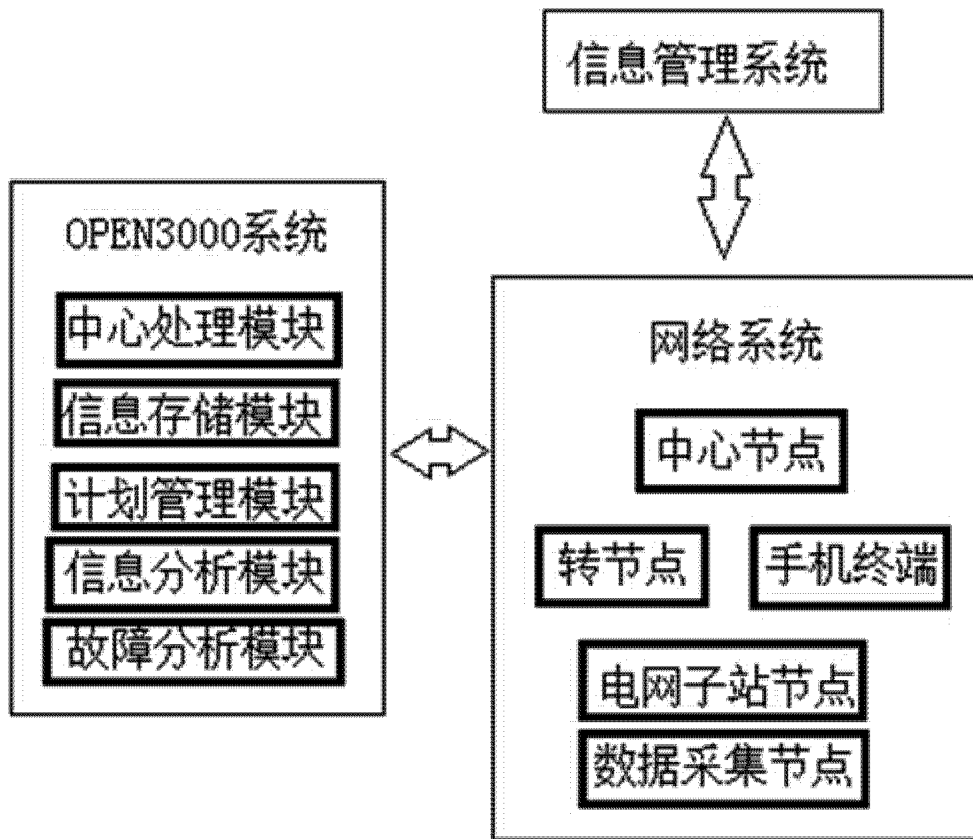 信息管理系统
OPEN3000系统
中心处理模块
信息存储模块
计划管理模块
信息分析模块
故障分析模块
网络系统
中心节点
转节点
手机终端
电网子站节点
数据采集节点